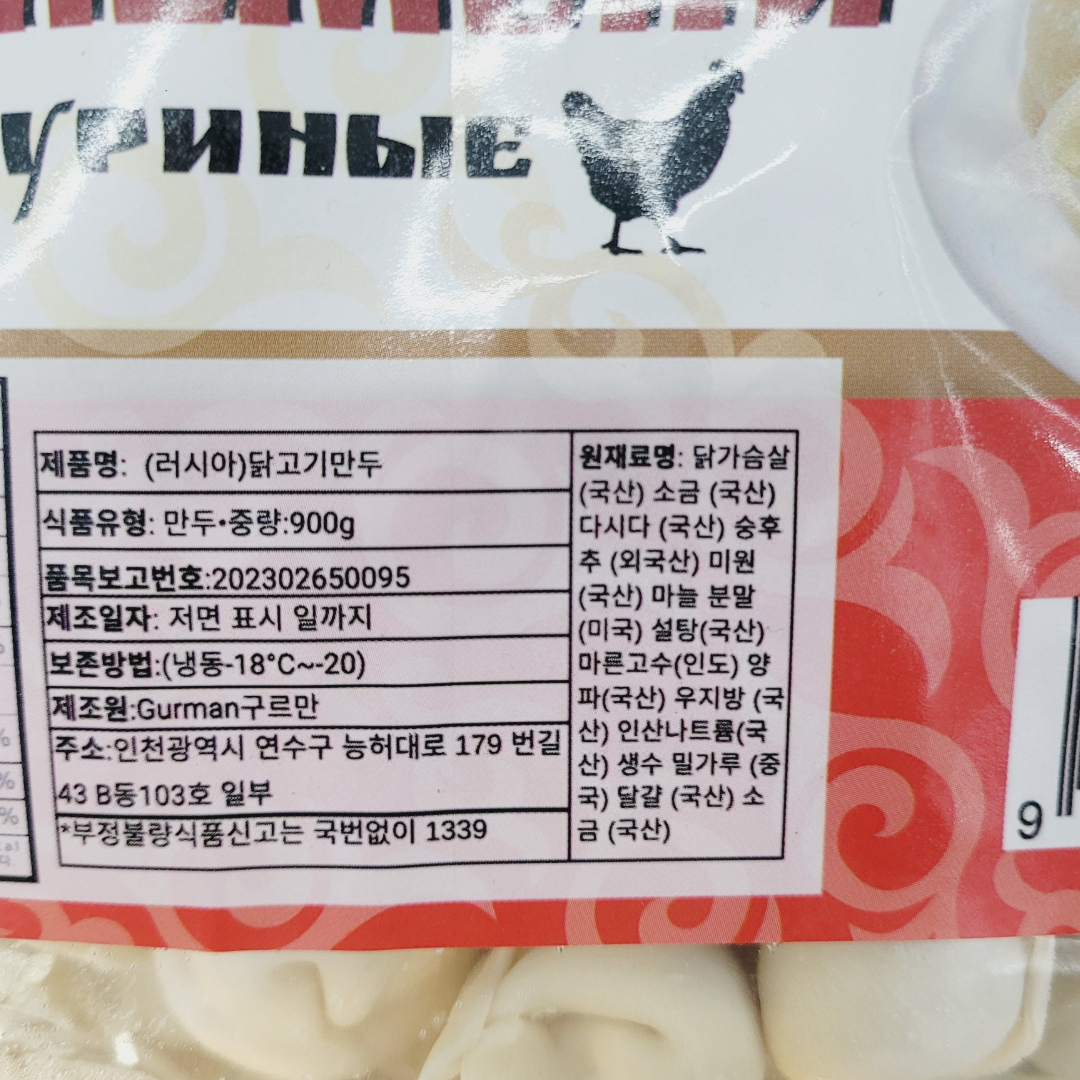 уриные
제품명: (러시아)닭고기만두
식품유형: 만두•중량:900g
품목보고번호:202302650095
제조일자: 저면 표시 일까지
보존방법:(냉동-18°C~-20)
제조원:Gurman구르만
주소:인천광역시 연수구 능허대로 179 번길
43 B동103호 일부
*부정불량식품신고는 국번없이 1339
원재료명: 닭가슴살
(국산) 소금 (국산)
다시다 (국산) 숭후
추 (외국산) 미원
(국산) 마늘 분말
(미국) 설탕(국산)
마른고수(인도) 양
파(국산) 우지방 (국
산) 인산나트륨(국
산) 생수 밀가루 (중
국) 달걀 (국산) 소
금 (국산)
9
%
%
%